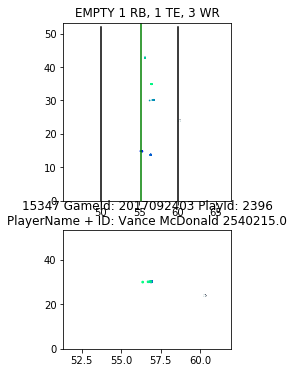 EMPTY 1 RB, 1 TE, 3 WR
50
40
30
20
10
0
50 55 60 65
15347 GameId: 2017092403 PlayId: 2396
PlayerName + ID: Vance McDonald 2540215.0
40
20
0
52.5 55.0 57.5 60.0